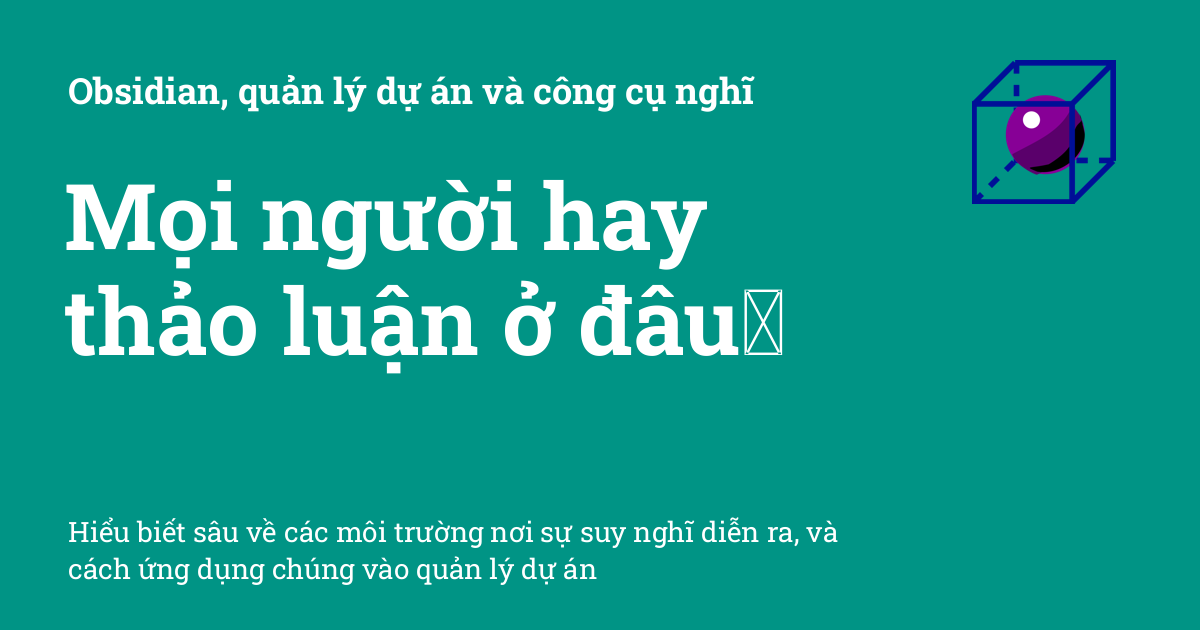 Obsidian, quản lý dự án và công cụ nghĩ
Mọi người hay
thảo luận ở đâu
Hiểu biết sâu về các môi trường nơi sự suy nghĩ diễn ra, và
cách ứng dụng chúng vào quản lý dự án